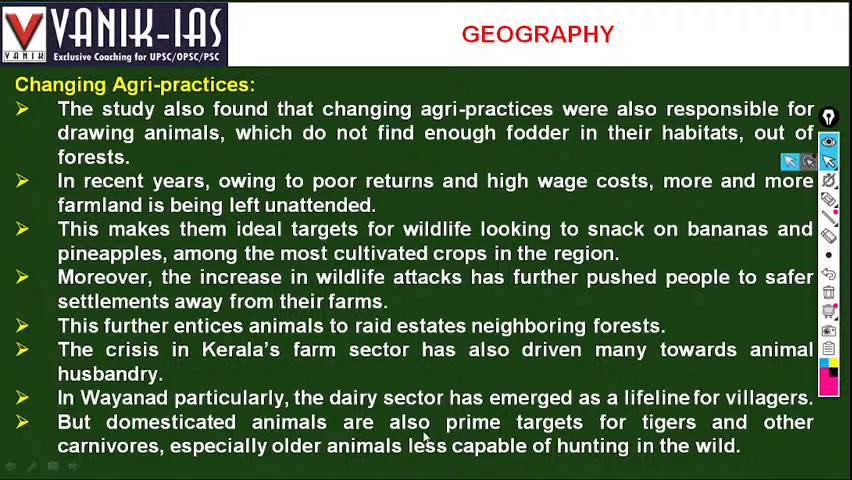 VANIK-IAS
VANIK
Exclusive Coaching for UPSC/OPSC/PSC
GEOGRAPHY
Changing Agri-practices:
The study also found that changing agri-practices were also responsible for
drawing animals, which do not find enough fodder in their habitats, out of
forests.
In recent years, owing to poor returns and high wage costs, more and more
farmland is being left unattended.
This makes them ideal targets for wildlife looking to snack on bananas and
pineapples, among the most cultivated crops in the region.
Moreover, the increase in wildlife attacks has further pushed people to safer
settlements away from their farms.
This further entices animals to raid estates neighboring forests.
The crisis in Kerala's farm sector has also driven many towards animal
husbandry.
In Wayanad particularly, the dairy sector has emerged as a lifeline for villagers.
But domesticated animals are also prime targets for tigers and other
carnivores, especially older animals less capable of hunting in the wild.